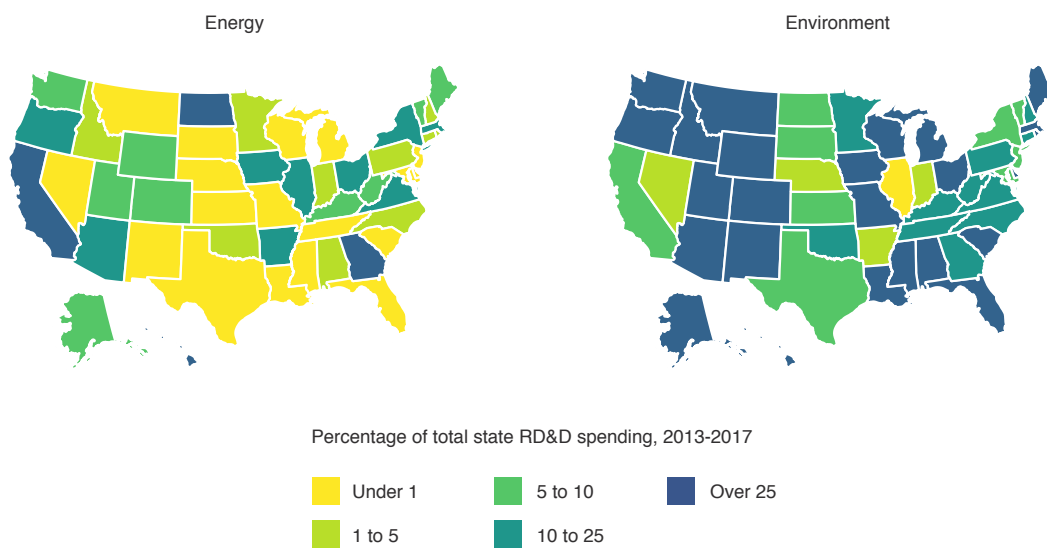 Energy
Environment
Percentage of total state RD&D spending, 2013-2017
Under 1
5 to 10
Over 25
1 to 5
10 to 25